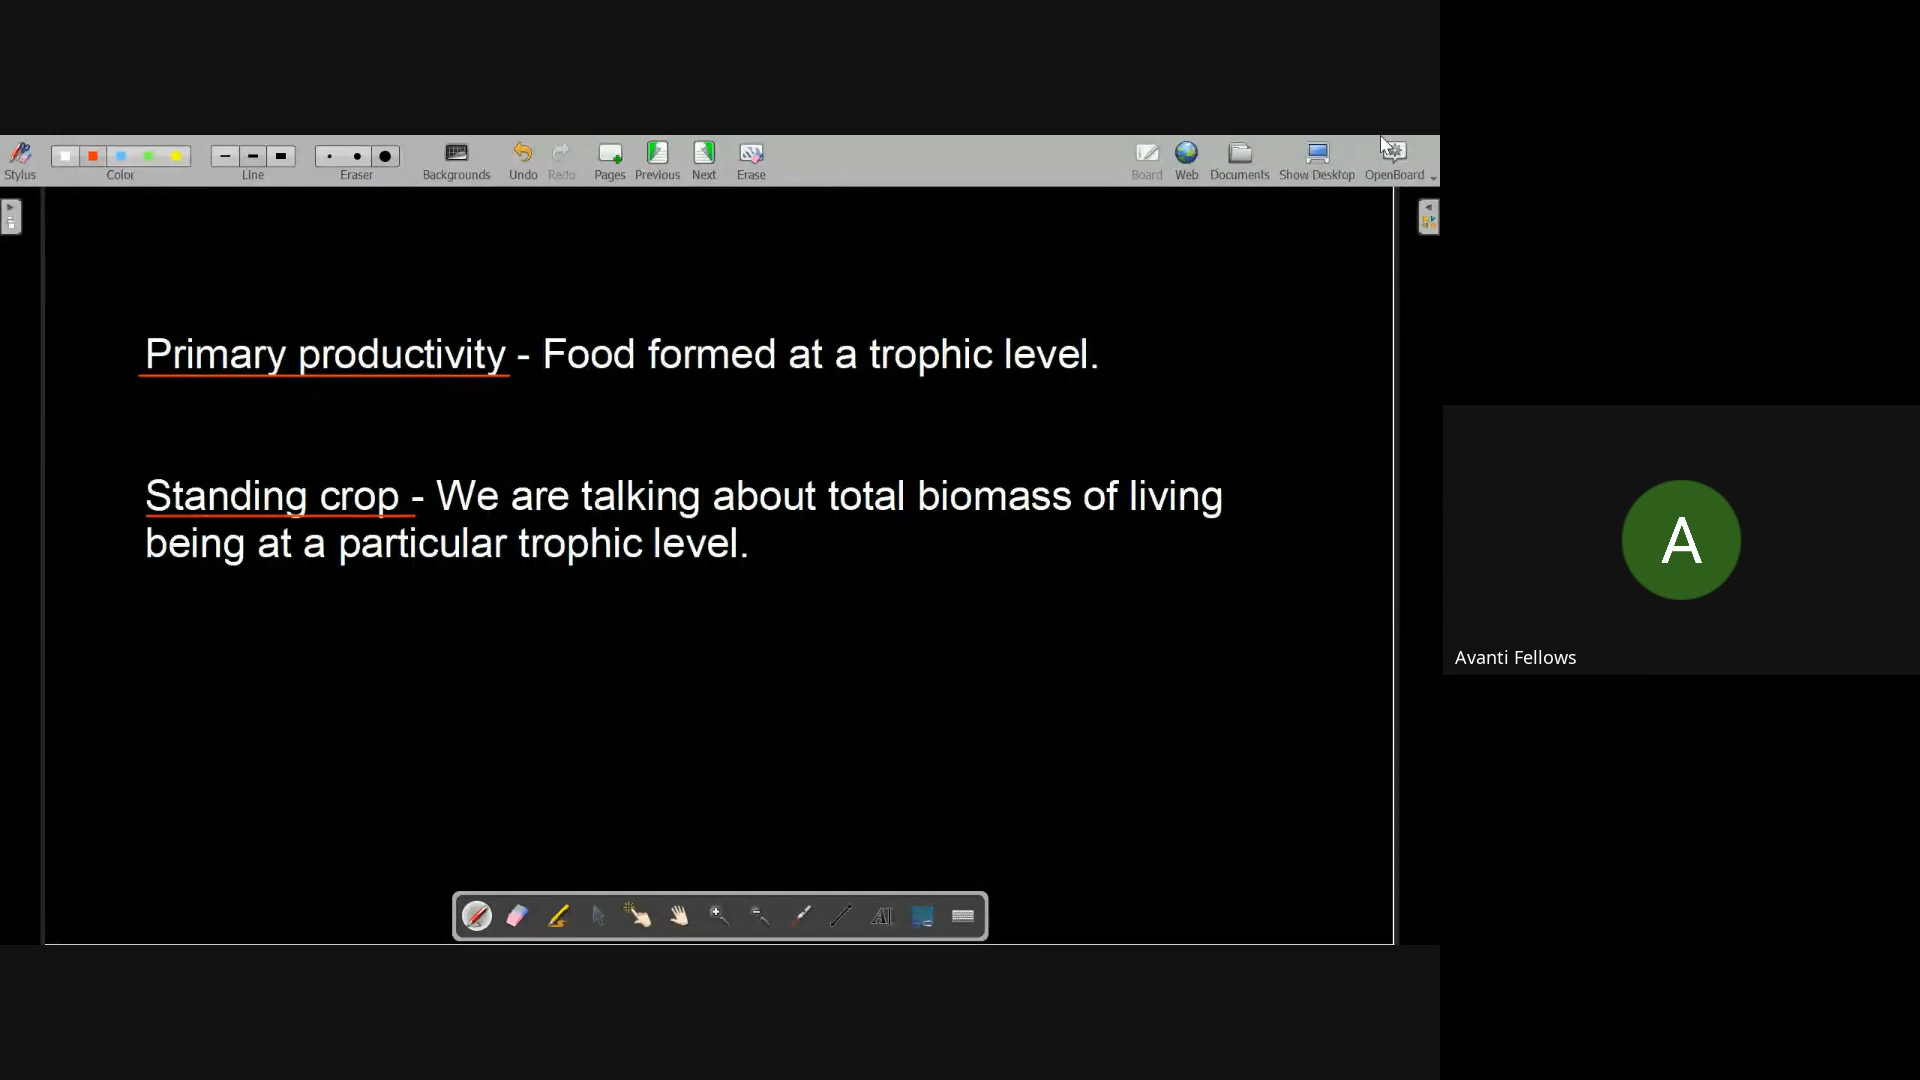 Stylus
Color
Line
Eraser
Backgrounds
Undo
Redo
Pages
Previous
Next
Erase
Board
Web
Documents
Show Desktop
OpenBoard
Primary productivity - Food formed at a trophic level.
Standing crop - We are talking about total biomass of living
being at a particular trophic level.
AI
A
Avanti Fellows